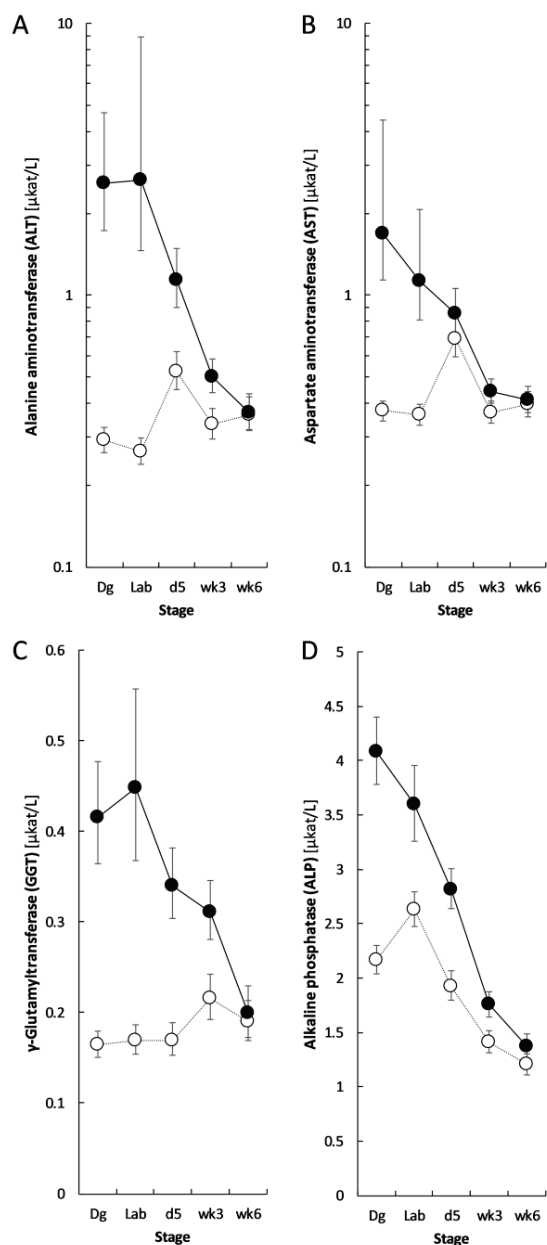 A
Alanine aminotransferase (ALT) [µkat/L]
10
1
0.1
Dg Lab d5 wk3 wk6
Stage
B
Aspartate aminotransferase (AST) [µkat/L]
10
1
0.1
Dg Lab d5 wk3 wk6
Stage
C
γ-Glutamyltransferase (GGT) [µkat/L]
0.6
0.5
0.4
0.3
0.2
0.1
0
Dg Lab d5 wk3 wk6
Stage
D
Alkaline phosphatase (ALP) [µkat/L]
5
4.5
4
3.5
3
2.5
2
1.5
1
0.5
0
Dg Lab d5 wk3 wk6
Stage